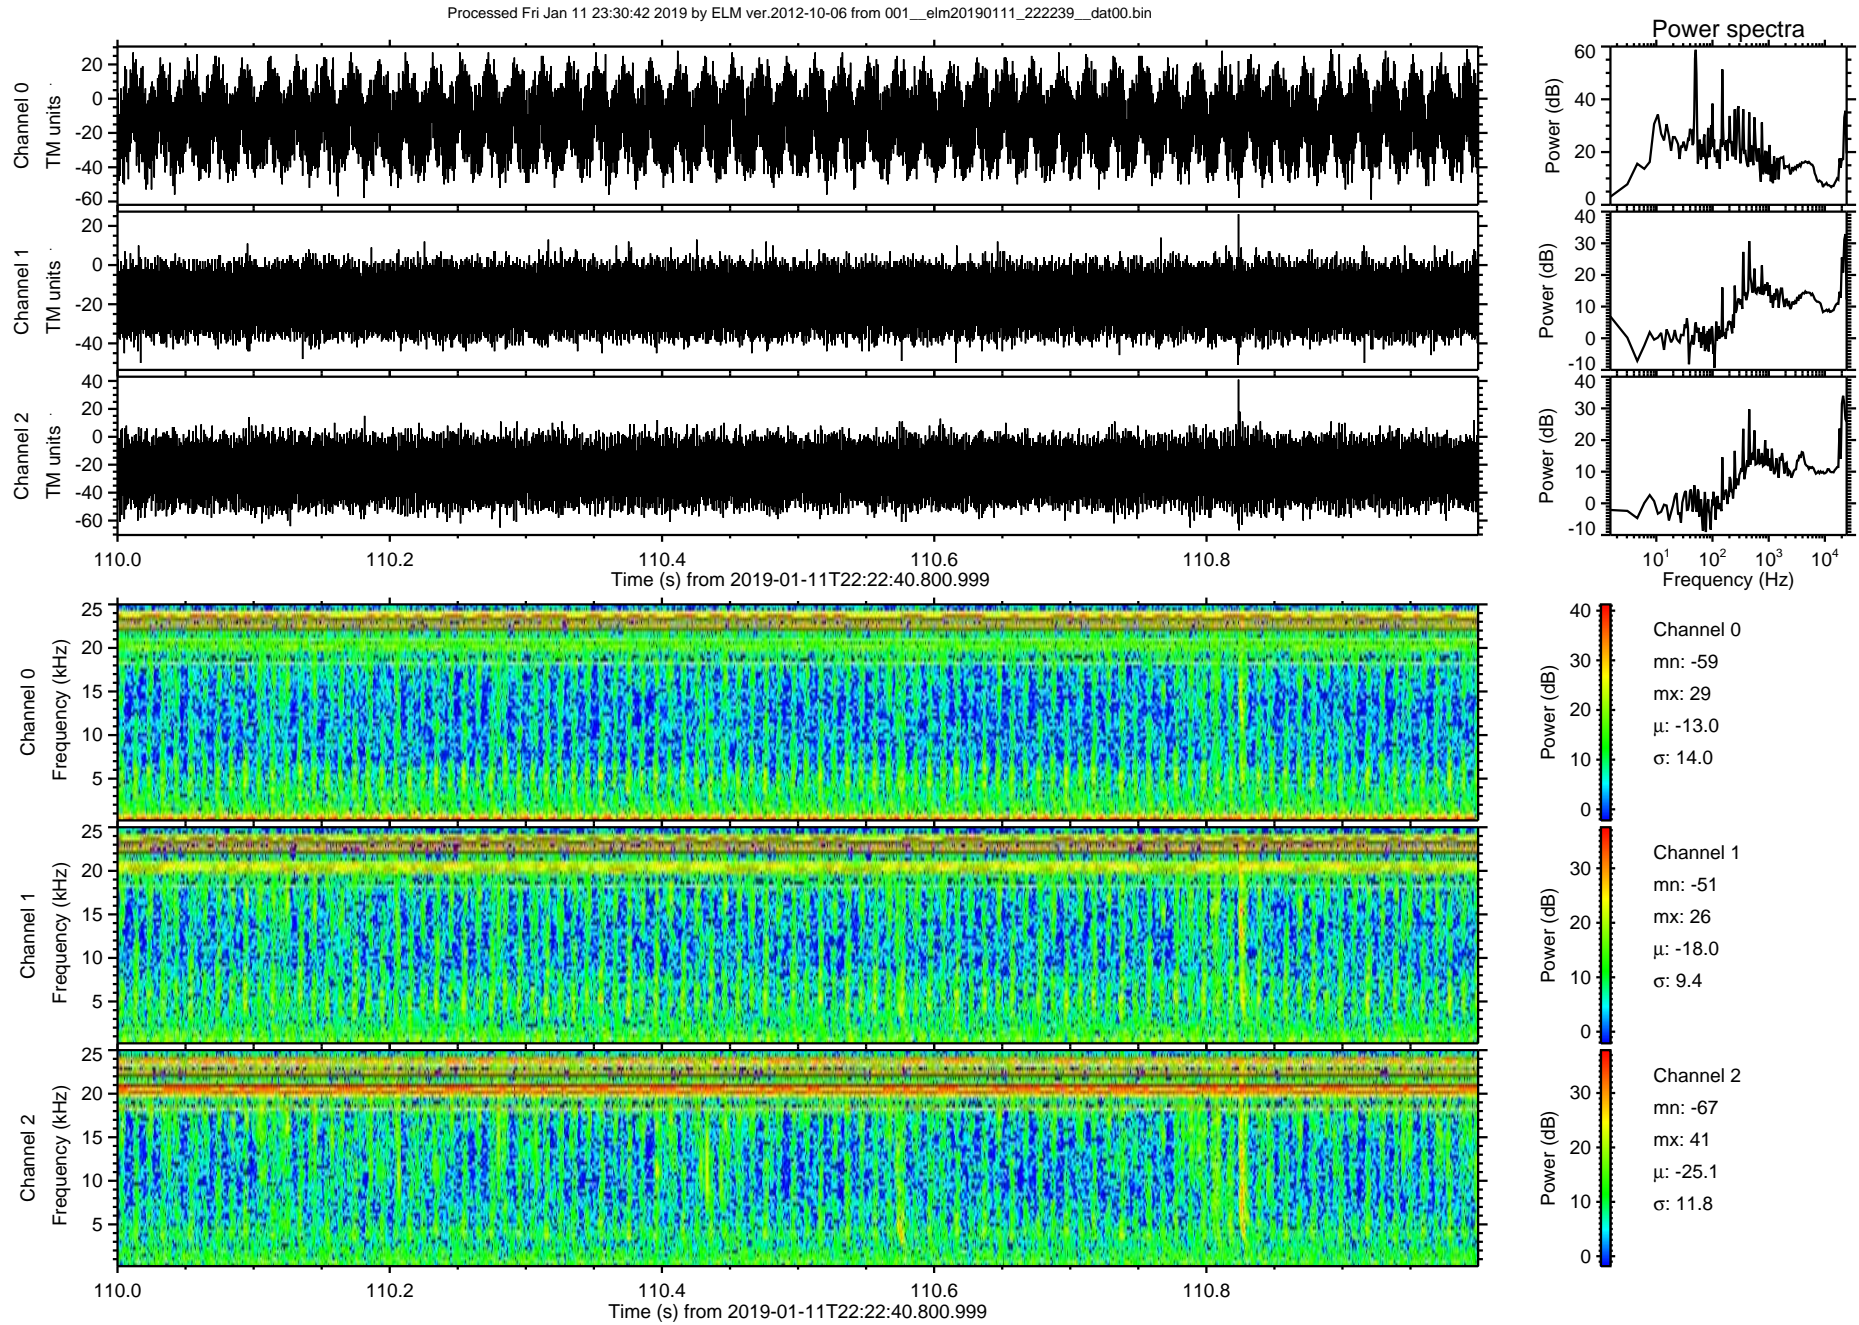 Processed Fri Jan 11 23:30:42 2019 by ELM ver.2012-10-06 from 001__elm20190111_222239__dat00.bin
Power spectra
Channel 0
TM units
20
0
-20
-40
-60
Power (dB)
60
40
20
0
Channel 1
TM units
20
0
-20
-40
Power (dB)
40
30
20
10
0
-10
Channel 2
TM units
40
20
0
-20
-40
-60
Power (dB)
40
30
20
10
0
-10
110.0 110.2 110.4 110.6 110.8
Time (s) from 2019-01-11T22:22:40.800.999
10¹ 10² 10³ 10⁴
Frequency (Hz)
Channel 0
Frequency (kHz)
25
20
15
10
5
Power (dB)
40
30
20
10
0
Channel 0
mn: -59
mx: 29
μ: -13.0
σ: 14.0
Channel 1
Frequency (kHz)
25
20
15
10
5
Power (dB)
30
20
10
0
Channel 1
mn: -51
mx: 26
μ: -18.0
σ: 9.4
Channel 2
Frequency (kHz)
25
20
15
10
5
Power (dB)
30
20
10
0
Channel 2
mn: -67
mx: 41
μ: -25.1
σ: 11.8
110.0 110.2 110.4 110.6 110.8
Time (s) from 2019-01-11T22:22:40.800.999